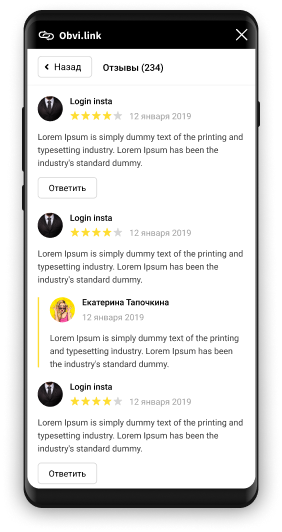 Obvi.link
Назад
Отзывы (234)
Login insta
12 января 2019
Lorem Ipsum is simply dummy text of the printing and
typesetting industry. Lorem Ipsum has been the
industry's standard dummy.
Ответить
Login insta
12 января 2019
Lorem Ipsum is simply dummy text of the printing and
typesetting industry. Lorem Ipsum has been the
industry's standard dummy.
Екатерина Тапочкина
12 января 2019
Lorem Ipsum is simply dummy text of the printing
and typesetting industry. Lorem Ipsum has been
the industry's standard dummy.
Login insta
12 января 2019
Lorem Ipsum is simply dummy text of the printing and
typesetting industry. Lorem Ipsum has been the
industry's standard dummy.
Ответить